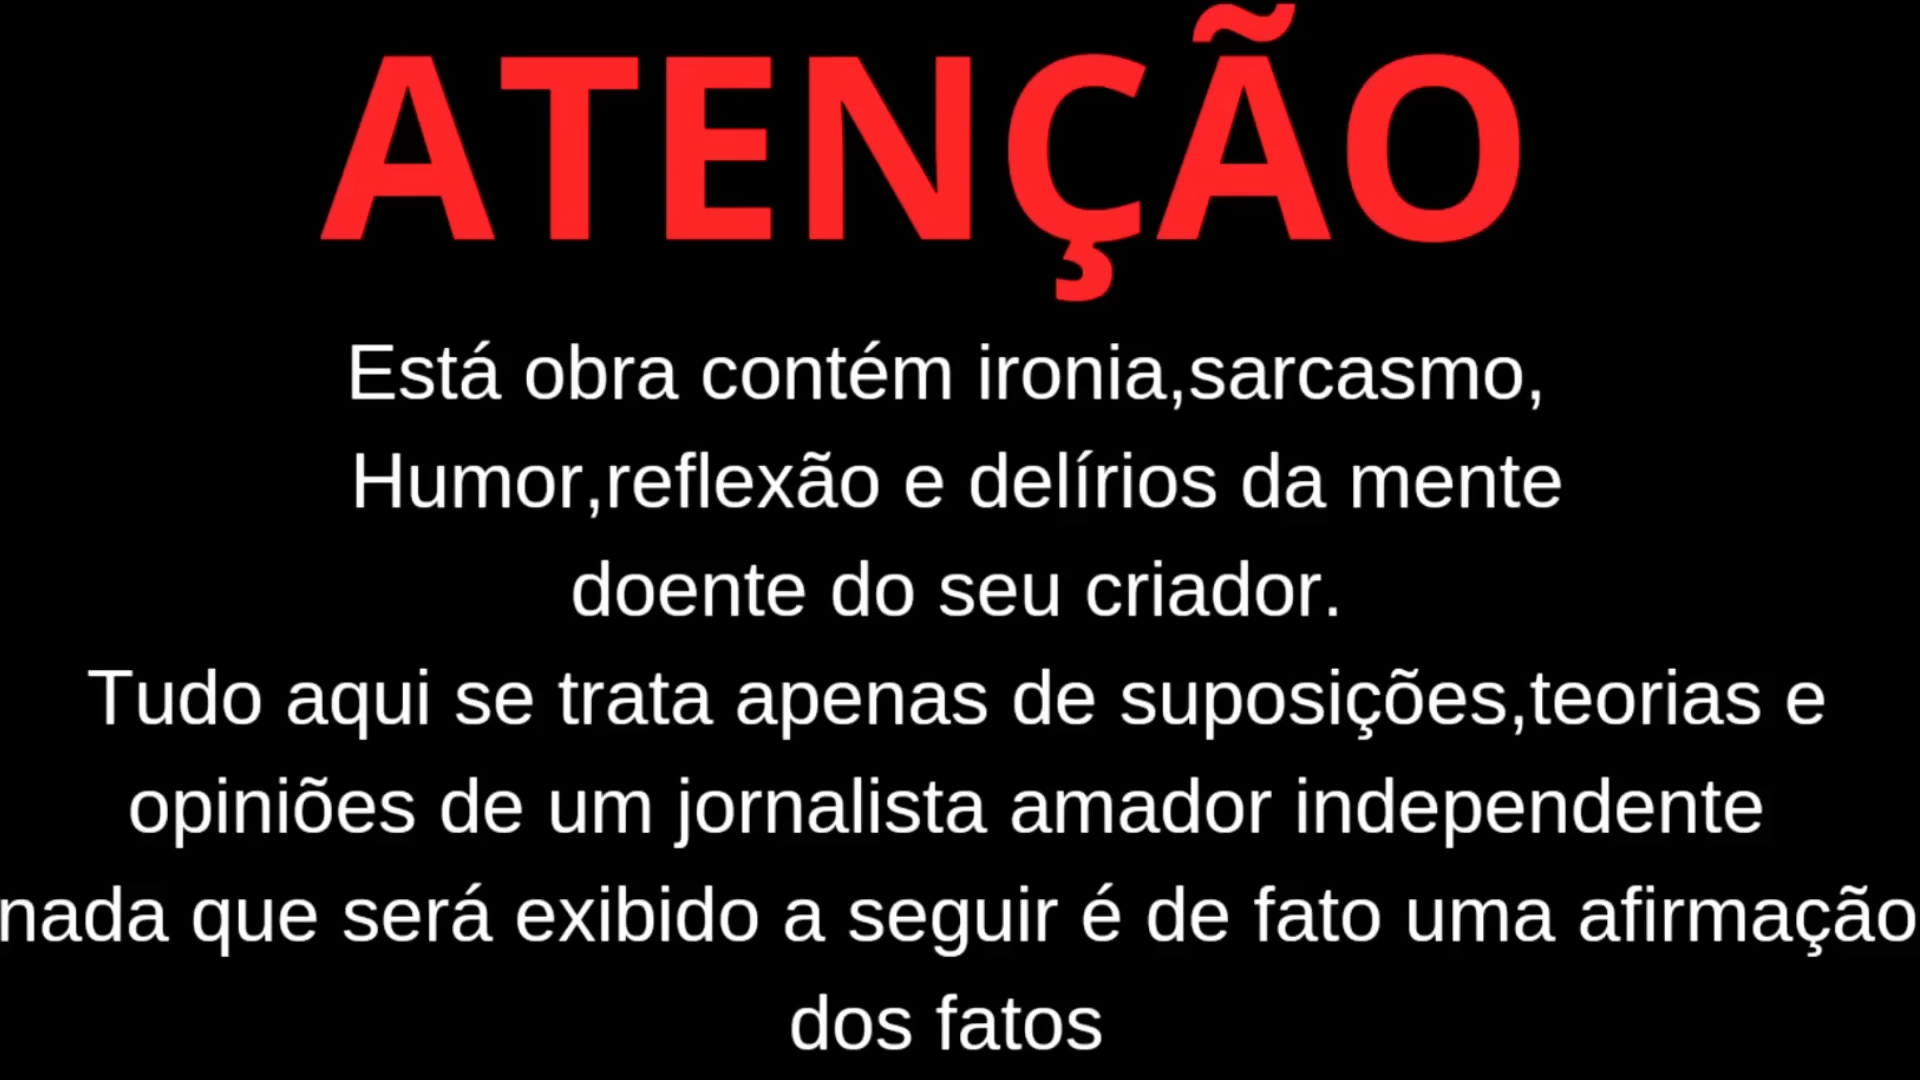 ATENÇÃO
Está obra contém ironia,sarcasmo,
Humor,reflexão e delírios da mente
doente do seu criador.
Tudo aqui se trata apenas de suposições,teorias e
opiniões de um jornalista amador independente
nada que será exibido a seguir é de fato uma afirmação
dos fatos